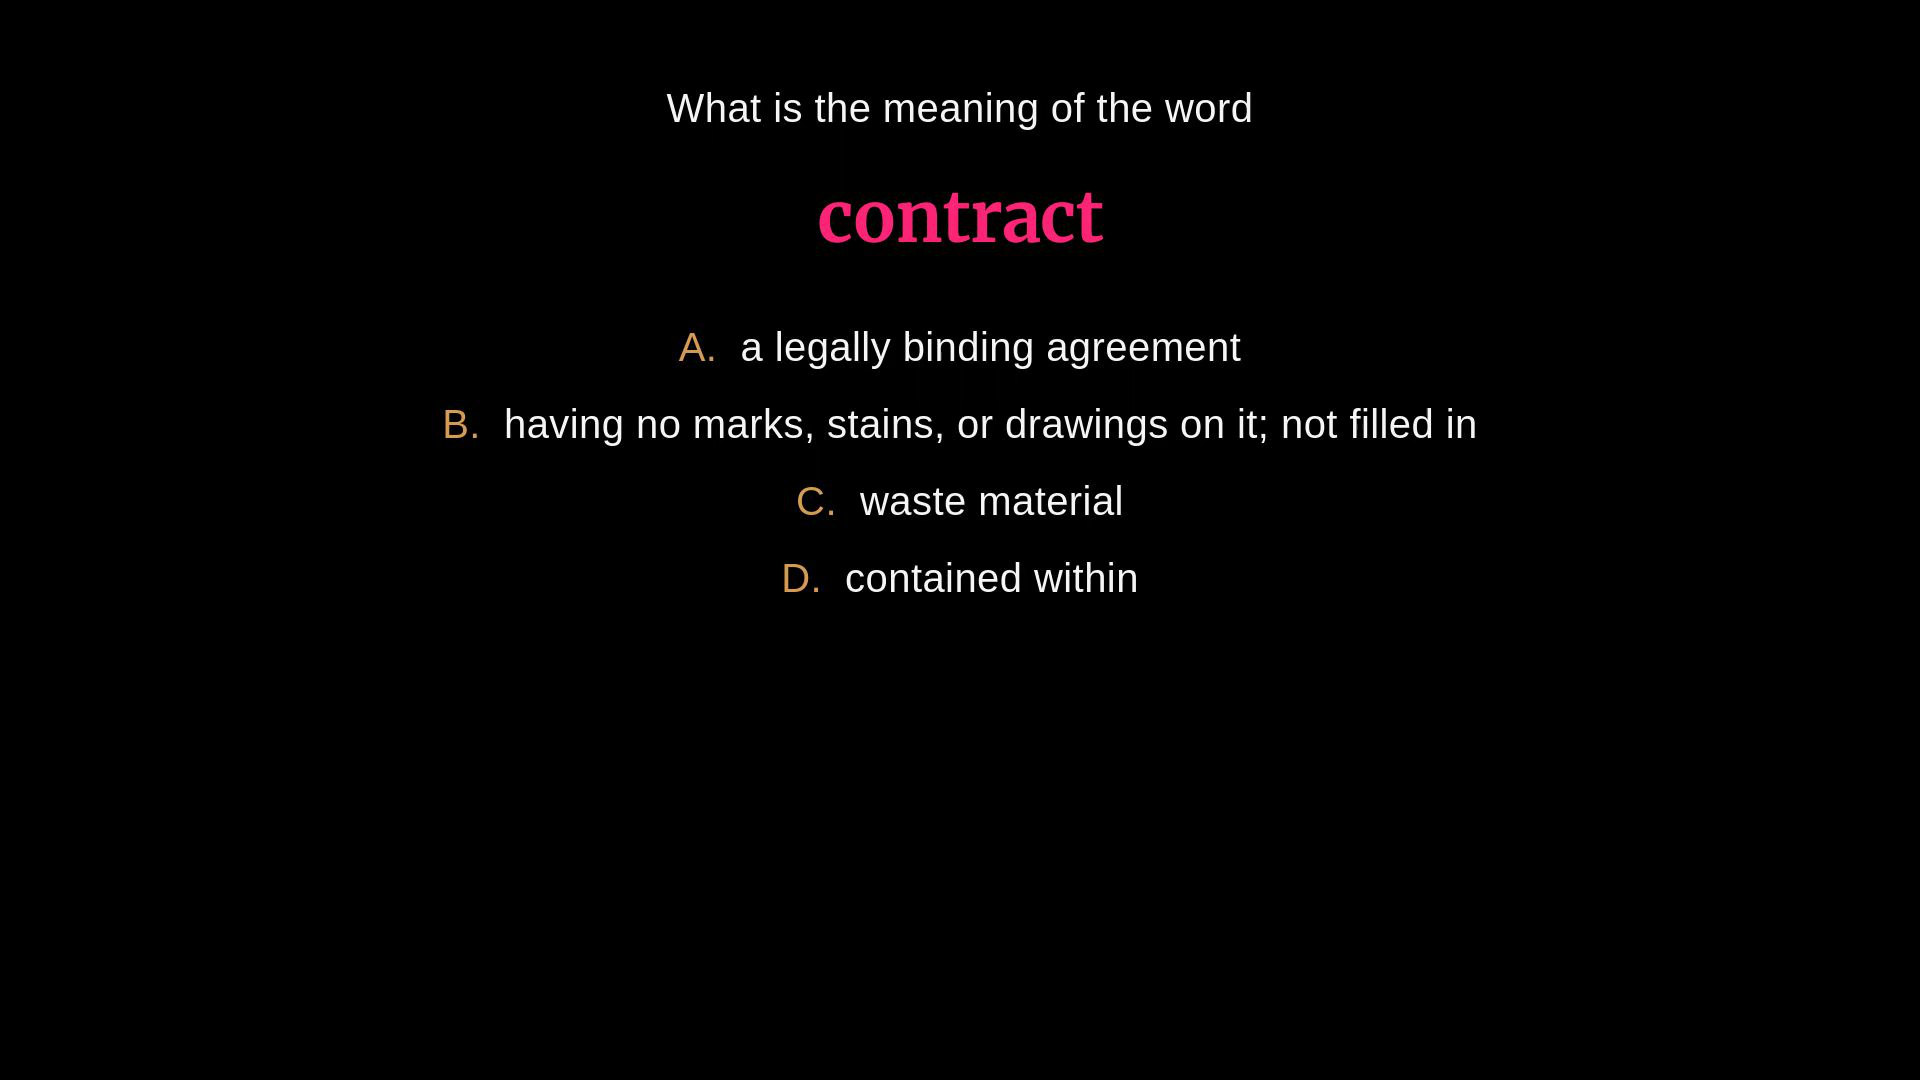 What is the meaning of the word
contract
A. a legally binding agreement
B. having no marks, stains, or drawings on it; not filled in
C. waste material
D. contained within